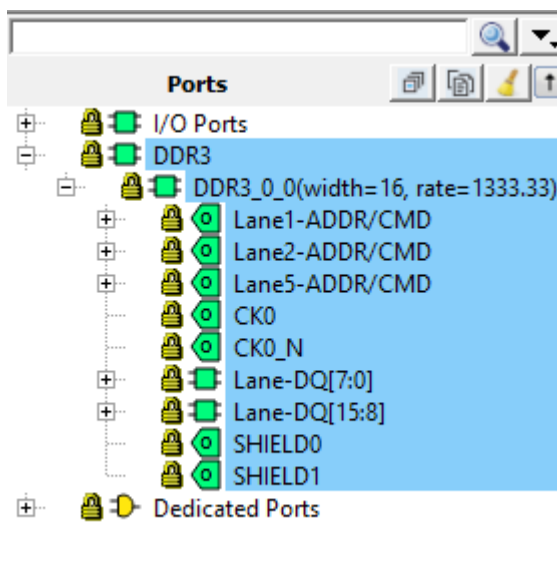 Ports
I/O Ports
DDR3
DDR3_0_0(width=16, rate=1333.33)
Lane1-ADDR/CMD
Lane2-ADDR/CMD
Lane5-ADDR/CMD
CK0
CK0_N
Lane-DQ[7:0]
Lane-DQ[15:8]
SHIELD0
SHIELD1
Dedicated Ports